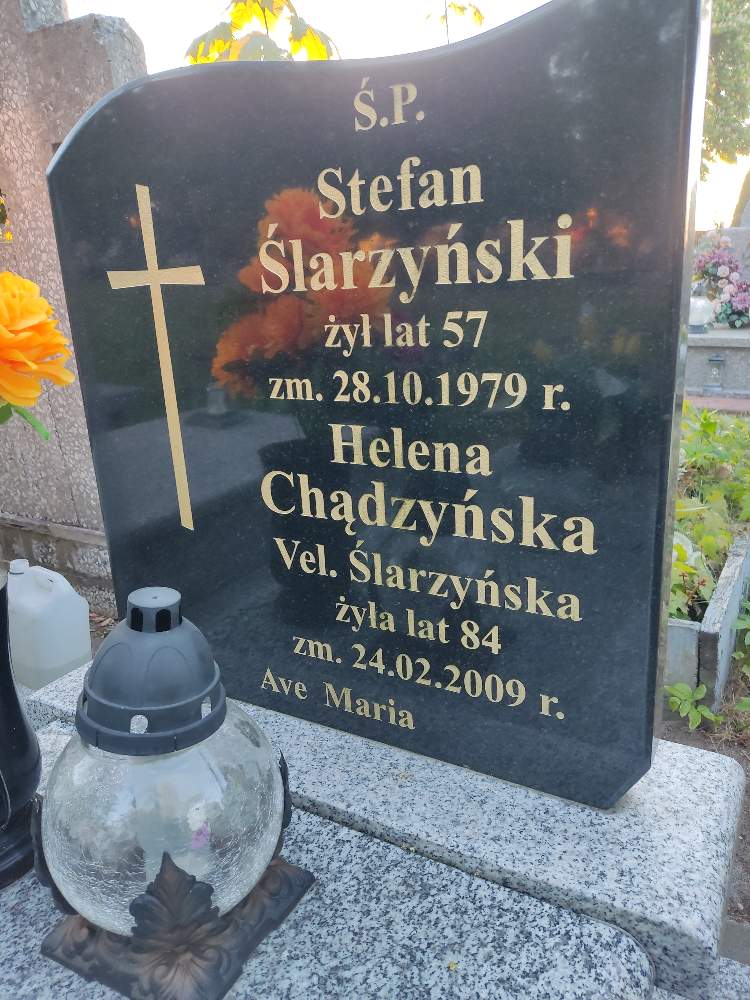 Ś.P.
Stefan
Ślarzyński
żył lat 57
zm. 28.10.1979 r.
Helena
Chądzyńska
Vel. Ślarzyńska
żyła lat 84
zm. 24.02.2009 r.
Ave Maria